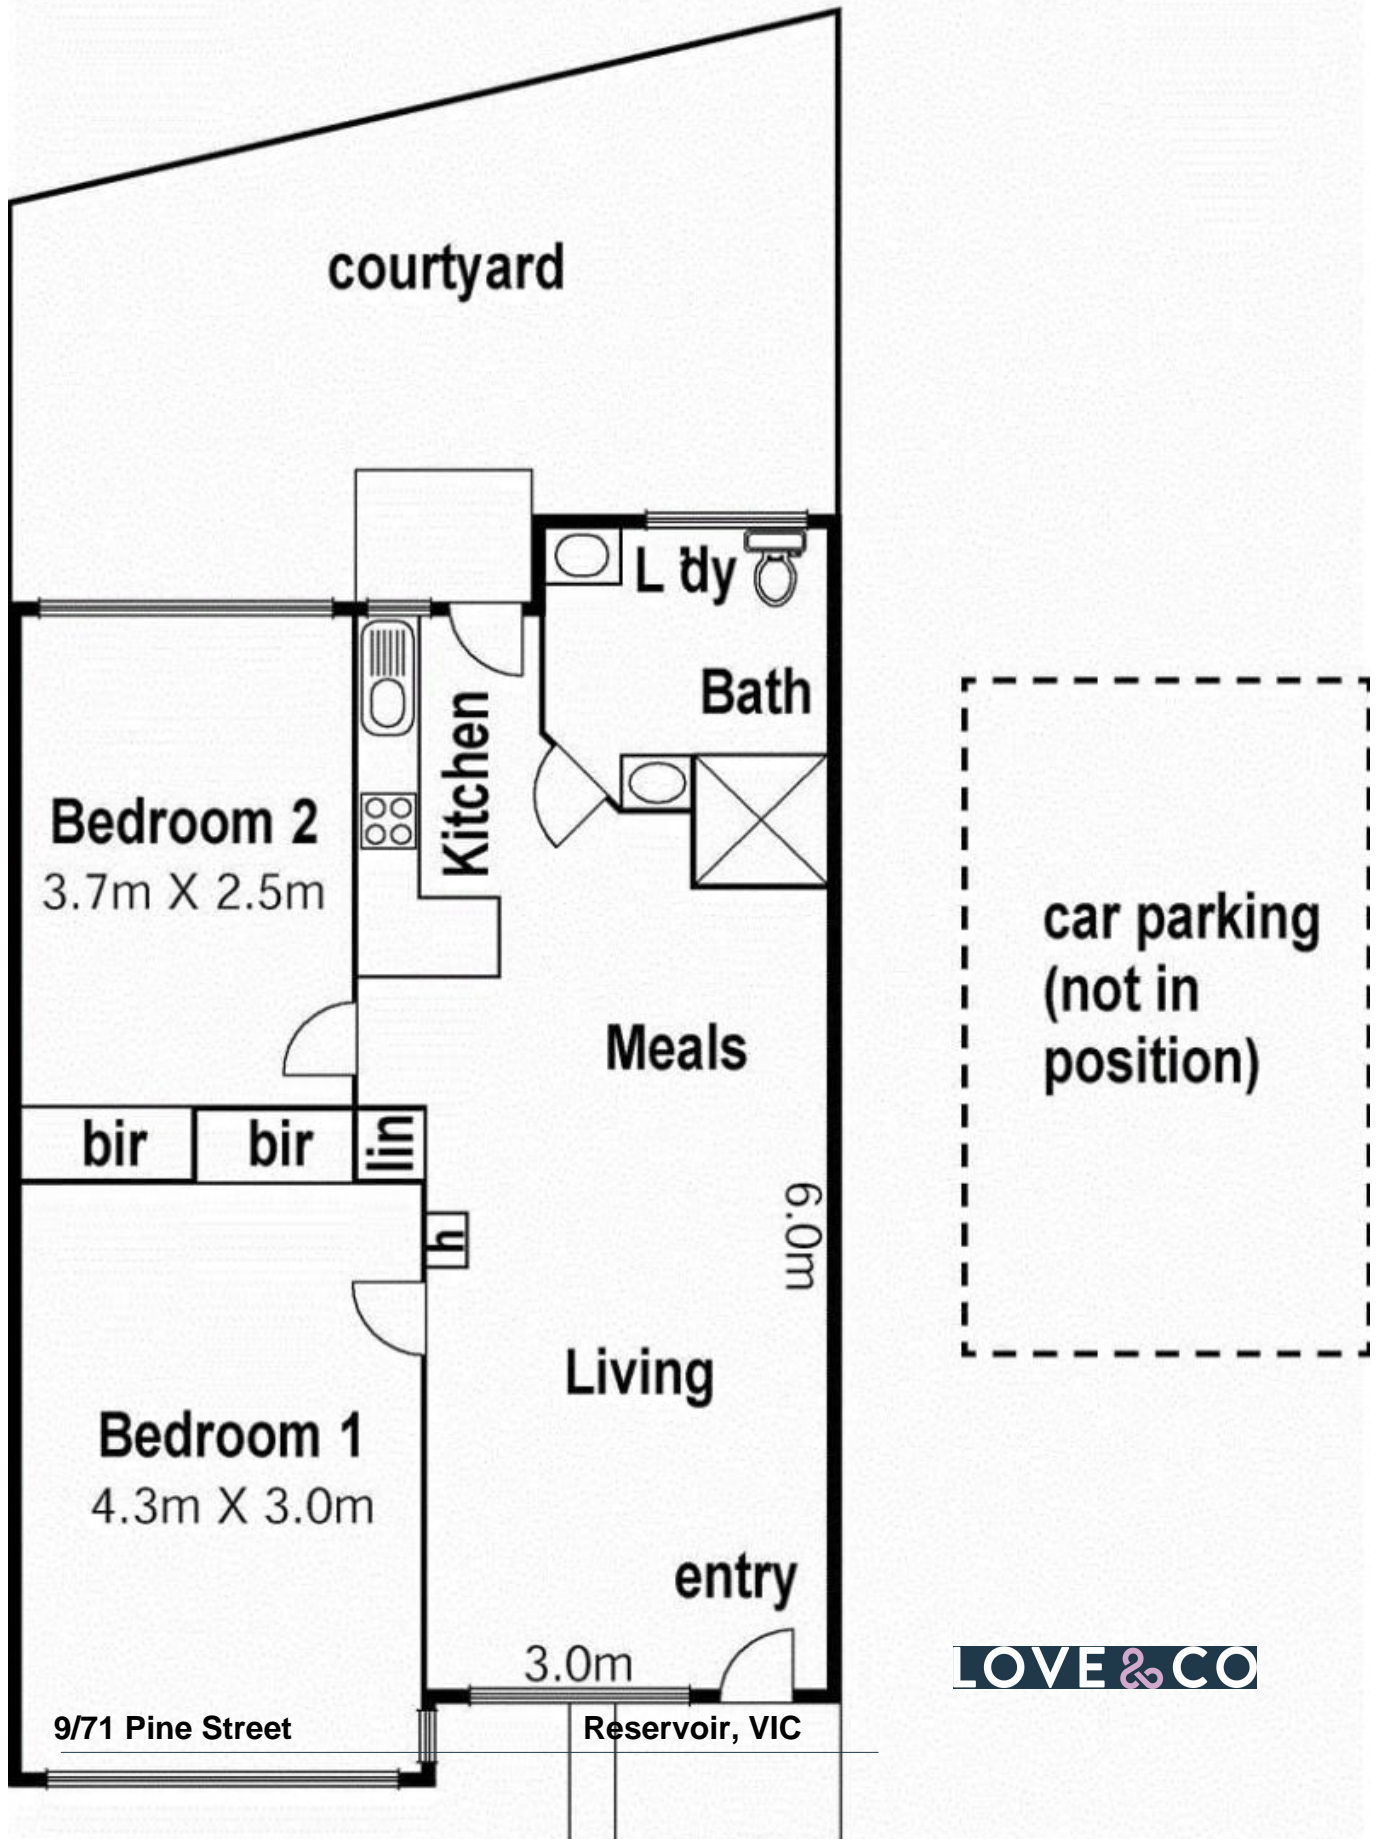 courtyard
L'dy
Bath
Kitchen
Bedroom 2
3.7m X 2.5m
car parking
(not in
position)
Meals
bir
bir
lin
h
6.0m
Living
Bedroom 1
4.3m X 3.0m
entry
3.0m
LOVE&CO
9/71 Pine Street
Reservoir, VIC